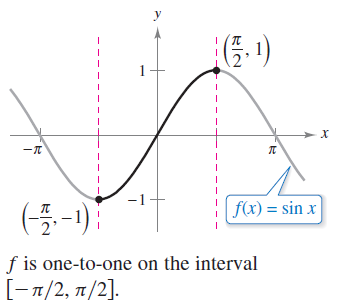 y
(π/2, 1)
1
x
-π
π
-1
(-π/2, -1)
f(x) = sin x
f is one-to-one on the interval
[-π/2, π/2].